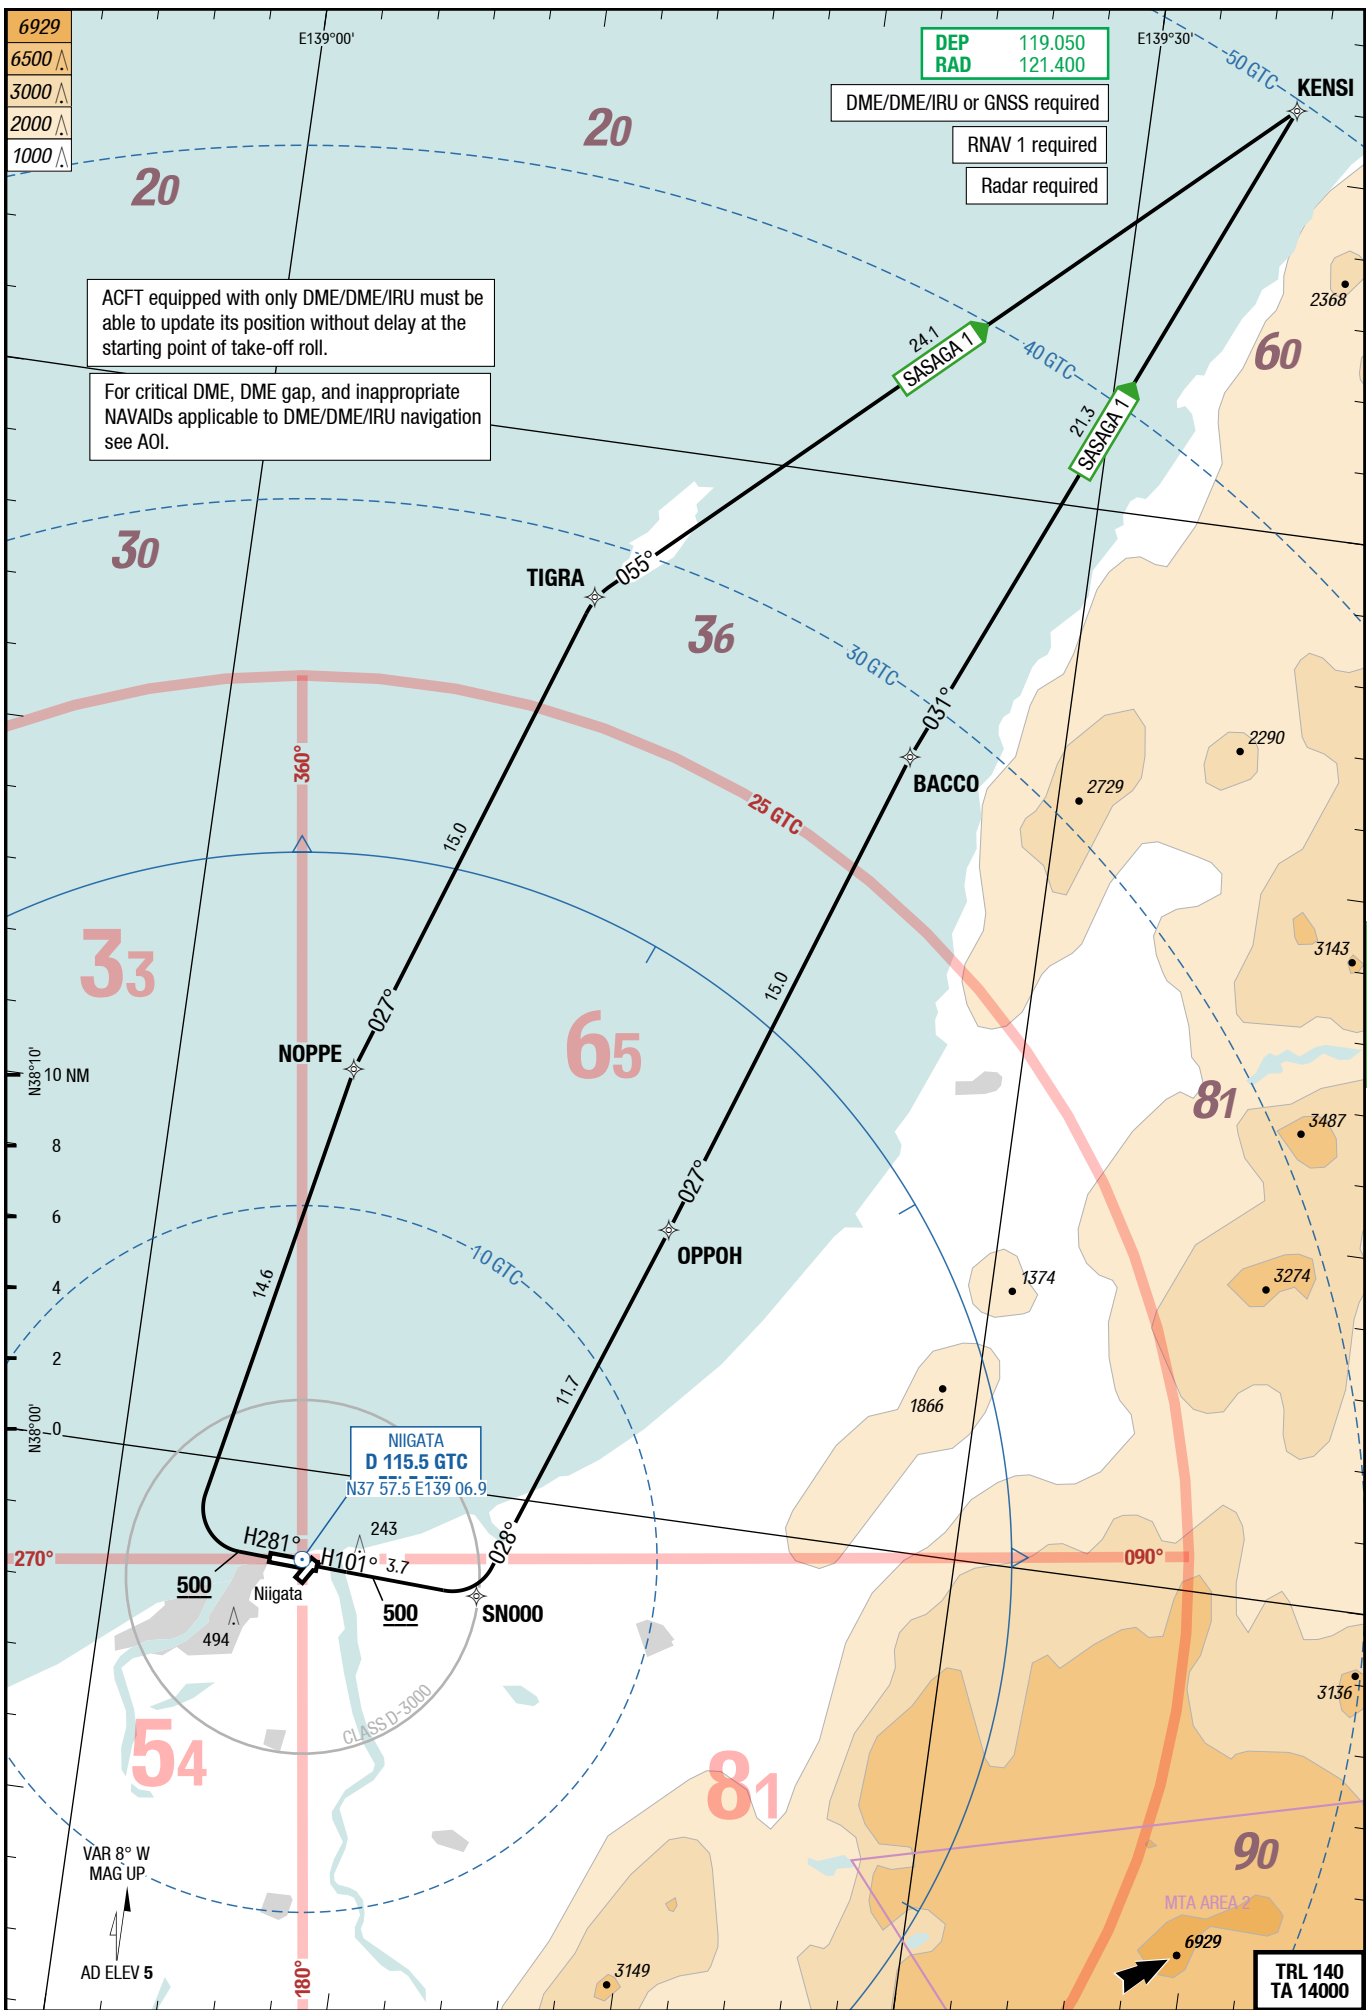 6929
6500
3000
2000
1000
E139°00'
E139°30'
DEP 119.050
RAD 121.400
DME/DME/IRU or GNSS required
RNAV 1 required
Radar required
50 GTC
KENSI
20
20
ACFT equipped with only DME/DME/IRU must be
able to update its position without delay at the
starting point of take-off roll.
For critical DME, DME gap, and inappropriate
NAVAIDs applicable to DME/DME/IRU navigation
see AOI.
2368
60
24.1
SASAGA 1
40 GTC
21.3
SASAGA 1
30
TIGRA
055°
36
30 GTC
031°
BACCO
2290
2729
360°
25 GTC
15.0
33
3143
15.0
027°
NOPPE
65
N38°10'
10 NM
81
3487
8
027°
6
OPPOH
10 GTC
4
14.6
1374
3274
2
11.7
1866
N38°00'
0
NIIGATA
D 115.5 GTC
N37 57.5 E139 06.9
243
H281°
028°
270°
H101°
3.7
090°
500
Niigata
500
SN000
494
3136
CLASS D-3000
54
81
VAR 8° W
MAG UP
90
MTA AREA 2
6929
AD ELEV 5
180°
3149
TRL 140
TA 14000